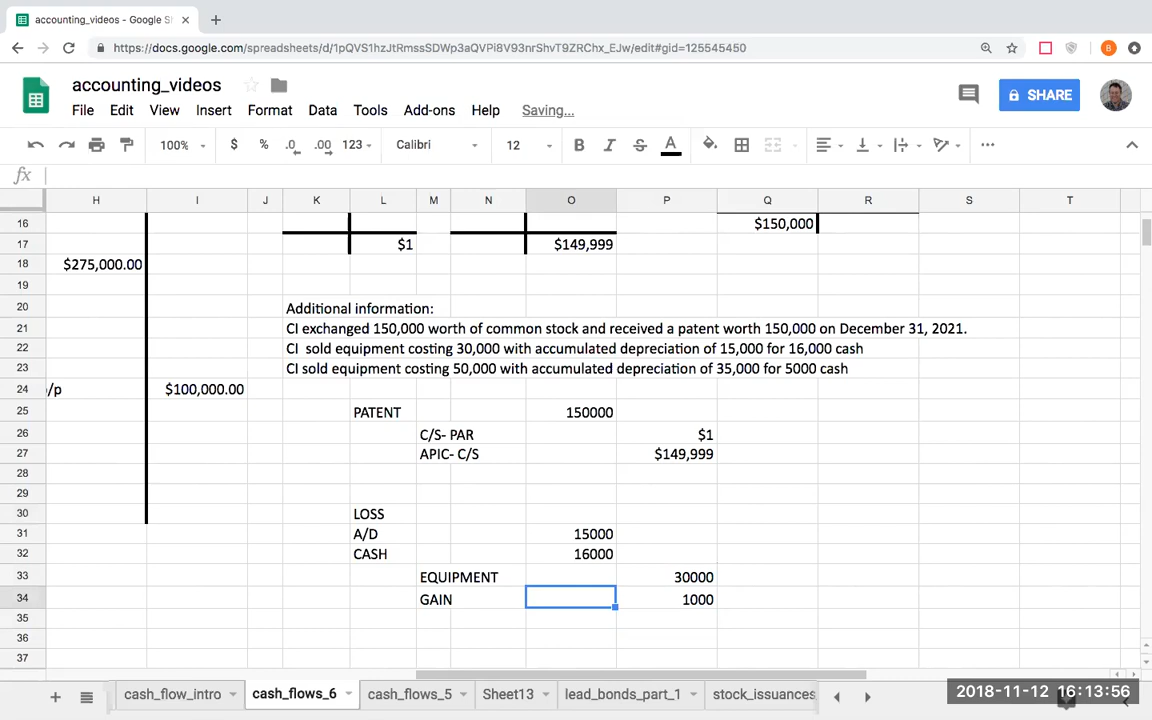 accounting_videos - Google S
https://docs.google.com/spreadsheets/d/1pQVS1hzJtRmssSDWp3aQVPi8V93nrShvT9ZRChx_EJw/edit#gid=125545450
B
accounting_videos
File Edit View Insert Format Data Tools Add-ons Help Saving...
SHARE
100% $ % .0 .00 123 Calibri 12 B I S A
fx
H I J K L M N O P Q R S T
16 $150,000
17 $1 $149,999
18 $275,000.00
19
20 Additional information:
21 CI exchanged 150,000 worth of common stock and received a patent worth 150,000 on December 31, 2021.
22 CI sold equipment costing 30,000 with accumulated depreciation of 15,000 for 16,000 cash
23 CI sold equipment costing 50,000 with accumulated depreciation of 35,000 for 5000 cash
24 /p $100,000.00
25 PATENT 150000
26 C/S- PAR $1
27 APIC- C/S $149,999
28
29
30 LOSS
31 A/D 15000
32 CASH 16000
33 EQUIPMENT 30000
34 GAIN 1000
35
36
37
cash_flow_intro cash_flows_6 cash_flows_5 Sheet13 lead_bonds_part_1 stock_issuances
2018-11-12 16:13:56